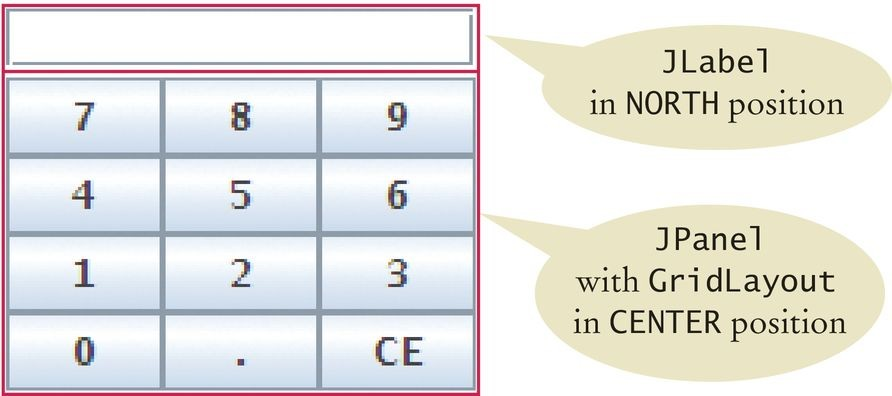 JLabel
in NORTH position
7 8 9
4 5 6
JPanel
with GridLayout
in CENTER position
1 2 3
0 . CE